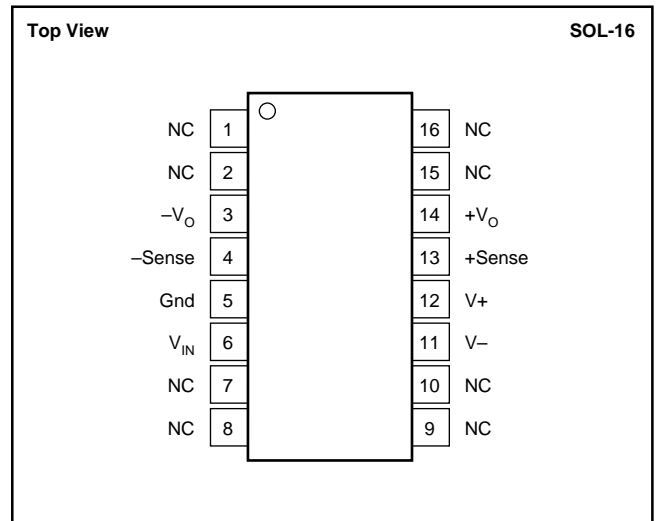 Top View SOL-16
NC 1 16 NC
NC 2 15 NC
–VO 3 14 +VO
–Sense 4 13 +Sense
Gnd 5 12 V+
VIN 6 11 V–
NC 7 10 NC
NC 8 9 NC